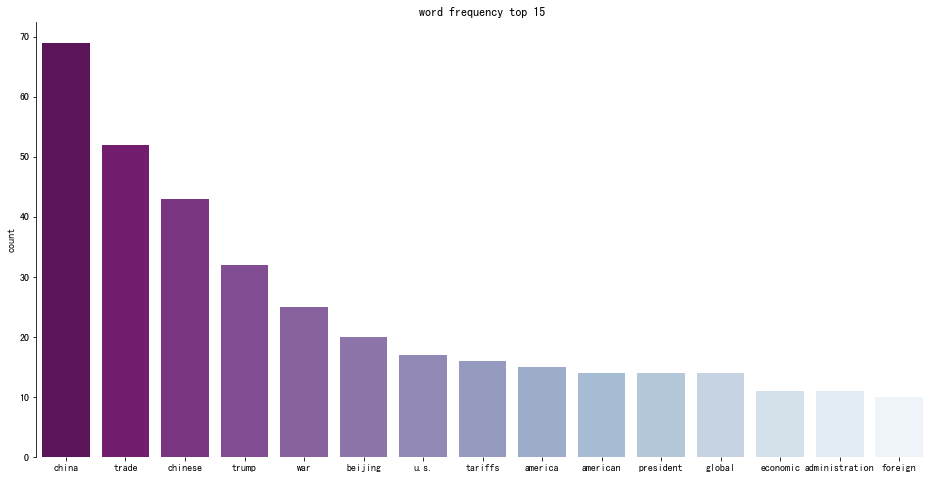 word frequency top 15
70
60
50
40
30
20
10
0
count
china trade chinese trump war beijing u.s. tariffs america american president global economic administration foreign